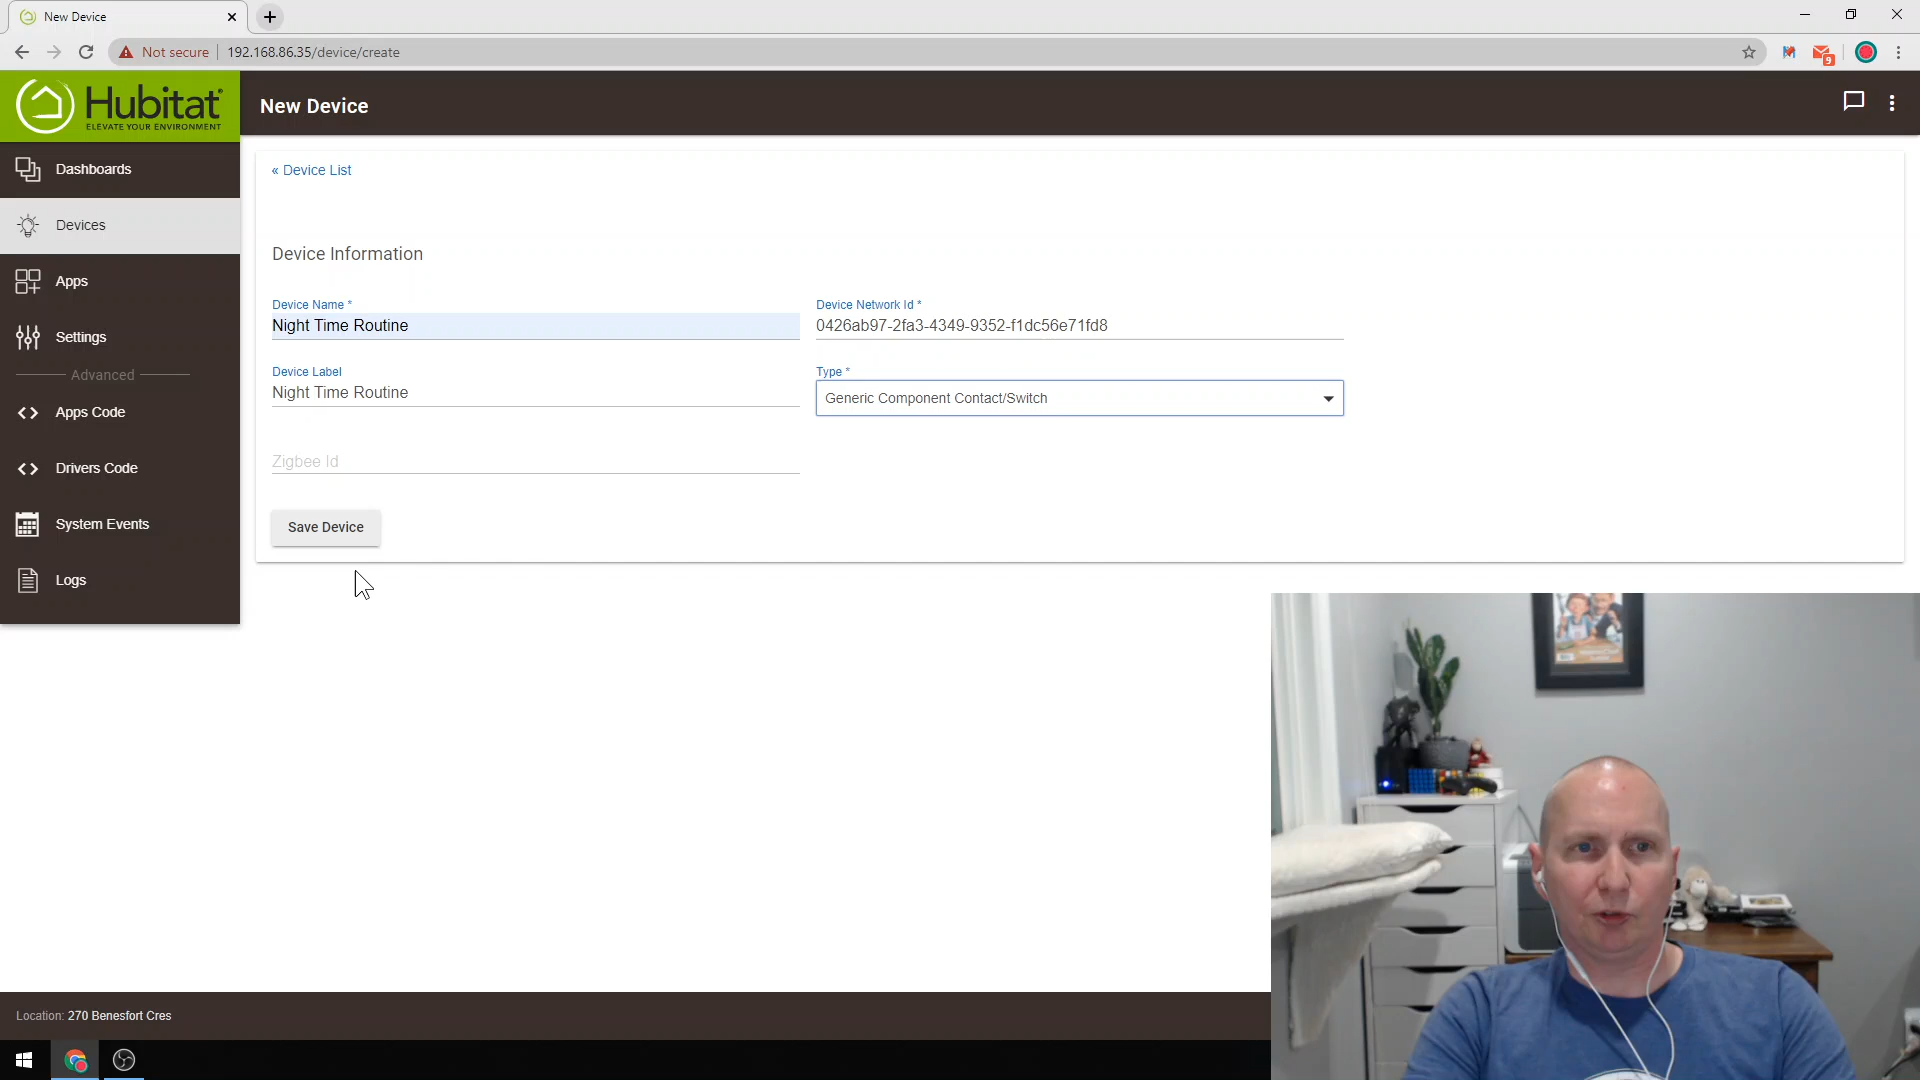 New Device
Not secure
192.168.86.35/device/create
9
Hubitat
ELEVATE YOUR ENVIRONMENT
New Device
Dashboards
Devices
Apps
Settings
Advanced
Apps Code
Drivers Code
System Events
Logs
« Device List
Device Information
Device Name *
Night Time Routine
Device Network Id *
0426ab97-2fa3-4349-9352-f1dc56e71fd8
Device Label
Night Time Routine
Type *
Generic Component Contact/Switch
Zigbee Id
Save Device
Location: 270 Benesfort Cres